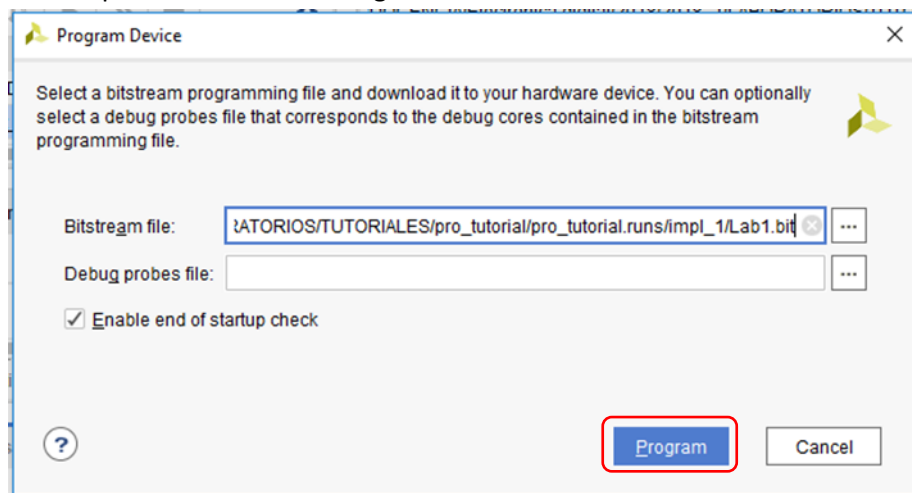 Program Device
Select a bitstream programming file and download it to your hardware device. You can optionally
select a debug probes file that corresponds to the debug cores contained in the bitstream
programming file.
Bitstream file: RATORIOS/TUTORIALES/pro_tutorial/pro_tutorial.runs/impl_1/Lab1.bit ...
Debug probes file: ...
Enable end of startup check
?
Program Cancel